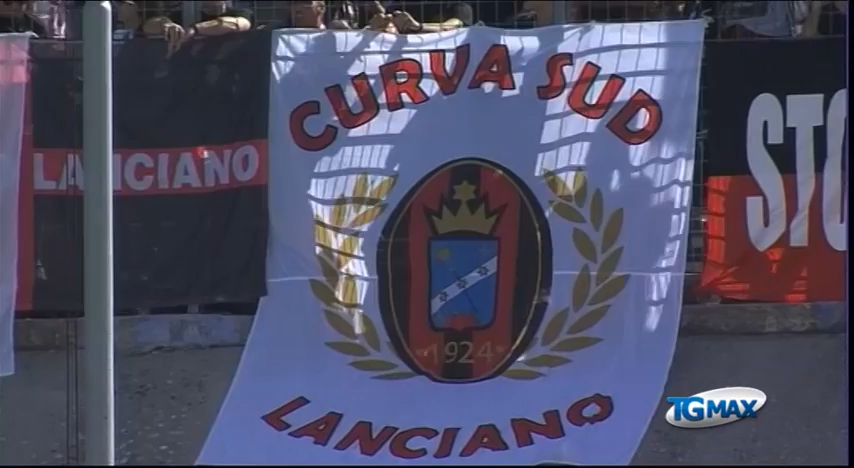 CURVA SUD
LANCIANO
STO
1924
LANCIANO
TGMAX